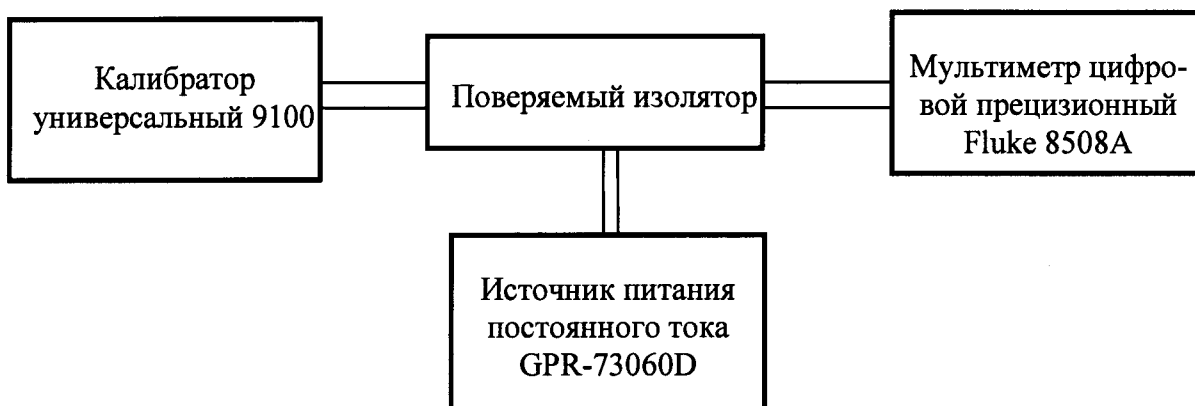 Калибратор
универсальный 9100
Поверяемый изолятор
Мультиметр цифро-
вой прецизионный
Fluke 8508A
Источник питания
постоянного тока
GPR-73060D